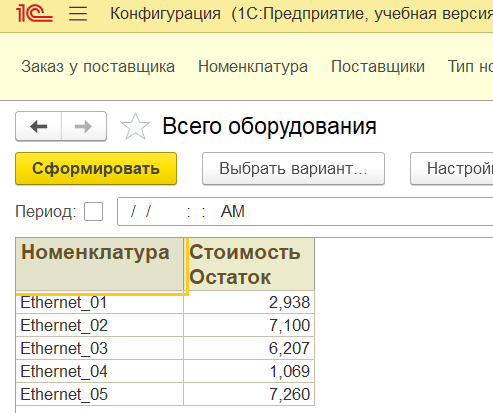 1С Конфигурация (1С:Предприятие, учебная версия
Заказ у поставщика Номенклатура Поставщики Тип но
Всего оборудования
Сформировать Выбрать вариант... Настрой
Период: / / : : AM
Номенклатура Стоимость
Остаток
Ethernet_01 2,938
Ethernet_02 7,100
Ethernet_03 6,207
Ethernet_04 1,069
Ethernet_05 7,260